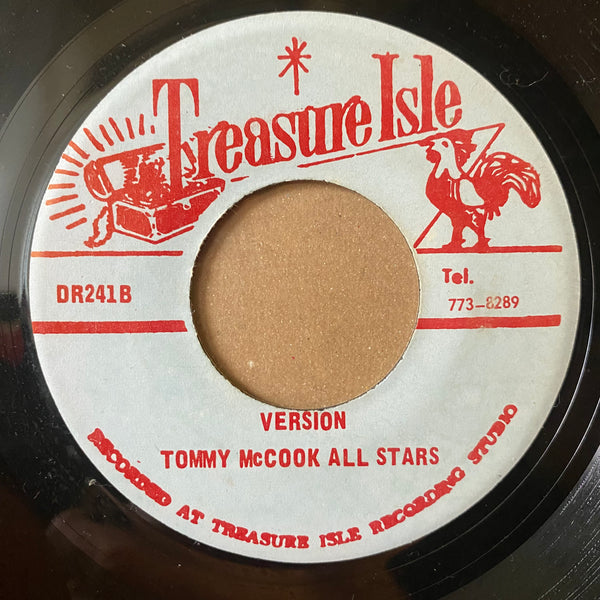 Treasure Isle
DR241B
Tel.
773-8289
VERSION
TOMMY McCOOK ALL STARS
RECORDED AT TREASURE ISLE RECORDING STUDIO